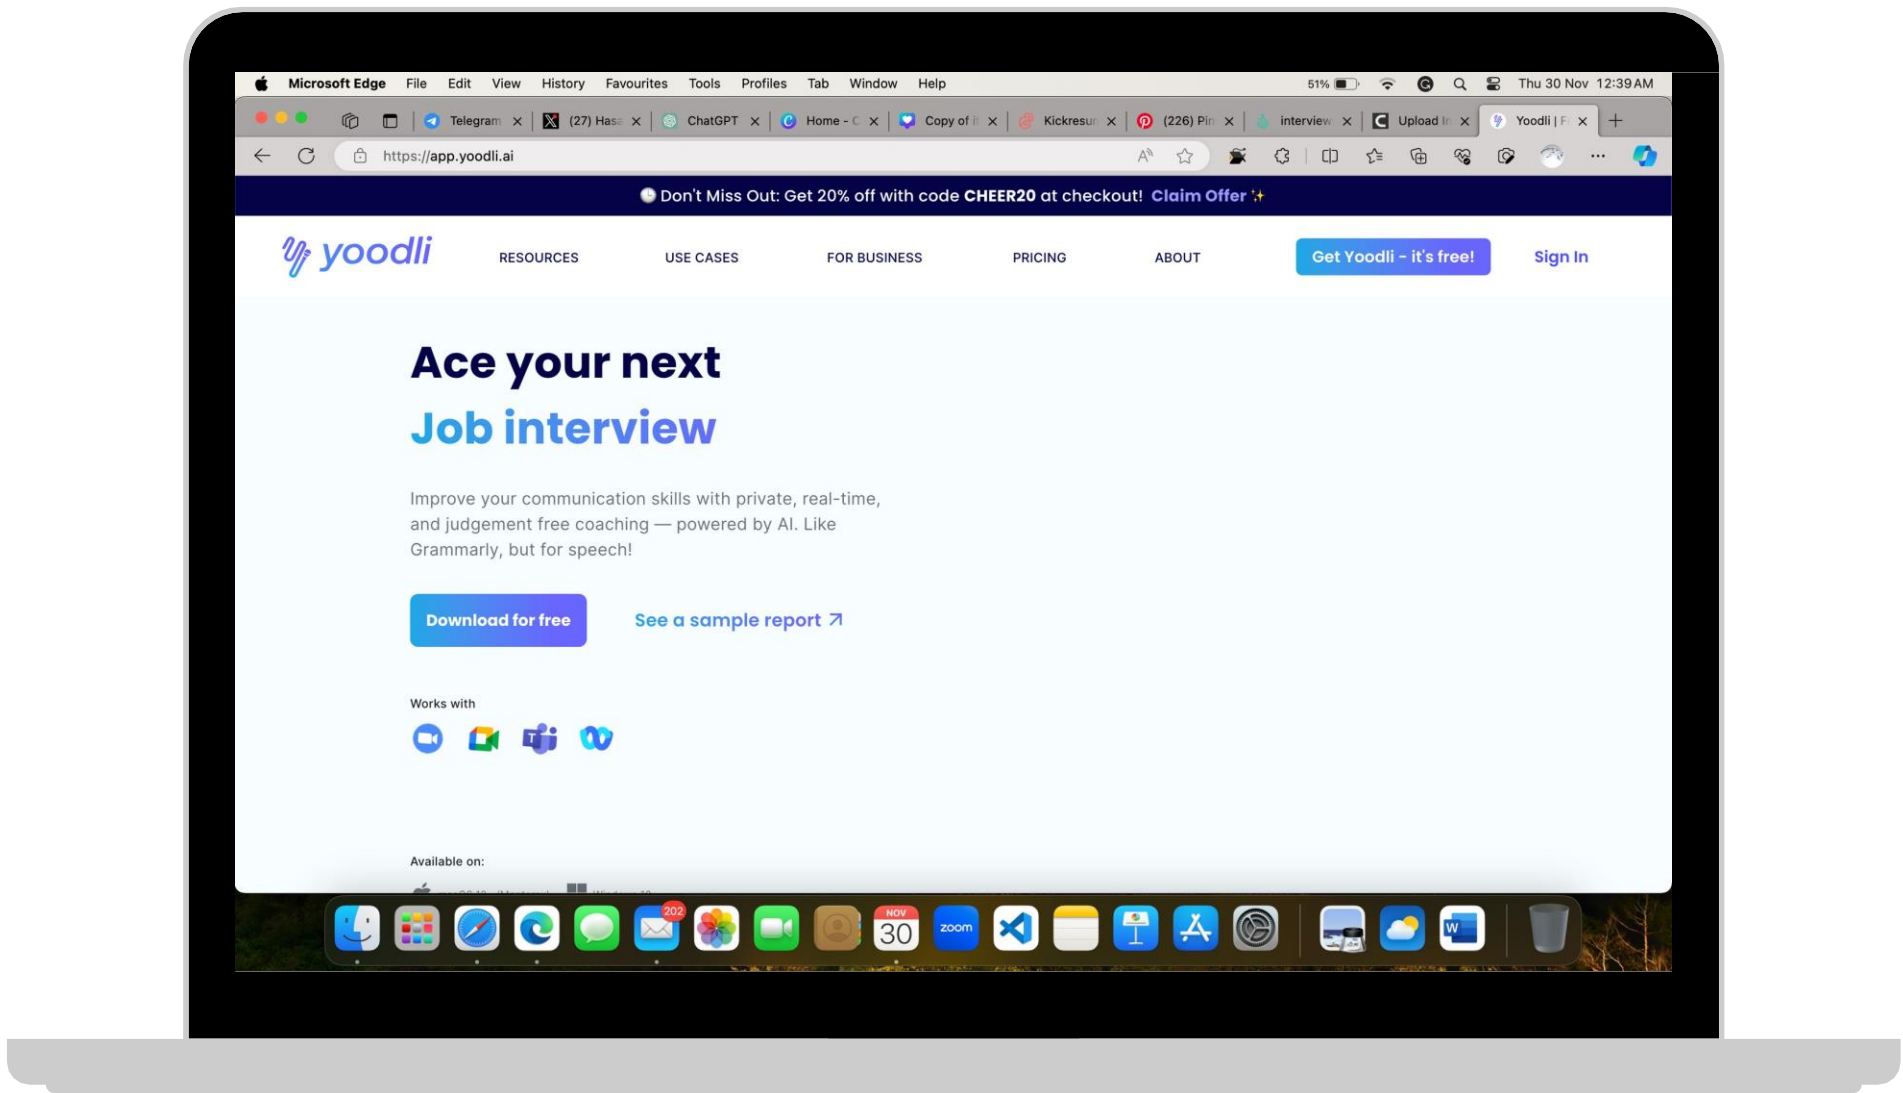 Microsoft Edge File Edit View History Favourites Tools Profiles Tab Window Help 51% Thu 30 Nov 12:39 AM
Telegram (27) Hasa ChatGPT Home - C Copy of Kickresu (226) Pin interview Upload In Yoodli | F
https://app.yoodli.ai
Don't Miss Out: Get 20% off with code CHEER20 at checkout! Claim Offer
yoodli RESOURCES USE CASES FOR BUSINESS PRICING ABOUT Get Yoodli - it's free! Sign In
Ace your next
Job interview
Improve your communication skills with private, real-time,
and judgement free coaching — powered by AI. Like
Grammarly, but for speech!
Download for free See a sample report
Works with
Available on:
202
NOV
30
zoom
W